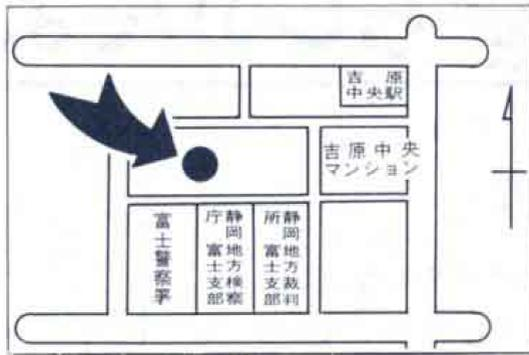 吉原
中央駅
吉原中央
マンション
富士警察署
静岡地方検察
庁富士支部
静岡地方裁判
所富士支部